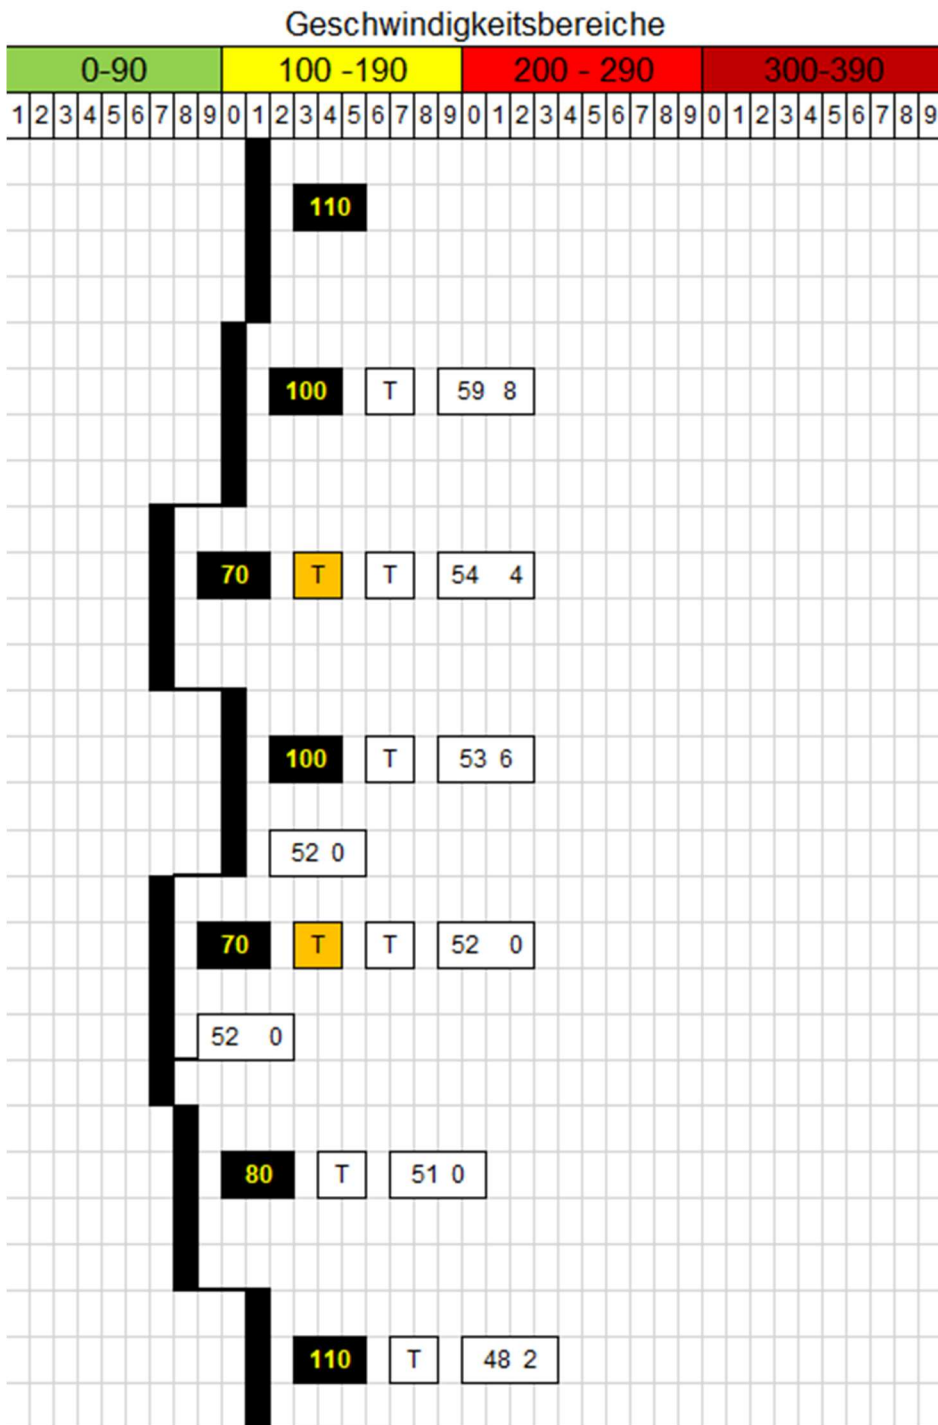 Geschwindigkeitsbereiche
0-90 100 -190 200 - 290 300-390
1 2 3 4 5 6 7 8 9 0 1 2 3 4 5 6 7 8 9 0 1 2 3 4 5 6 7 8 9 0 1 2 3 4 5 6 7 8 9
110
100 T 59 8
70 T T 54 4
100 T 53 6
52 0
70 T T 52 0
52 0
80 T 51 0
110 T 48 2